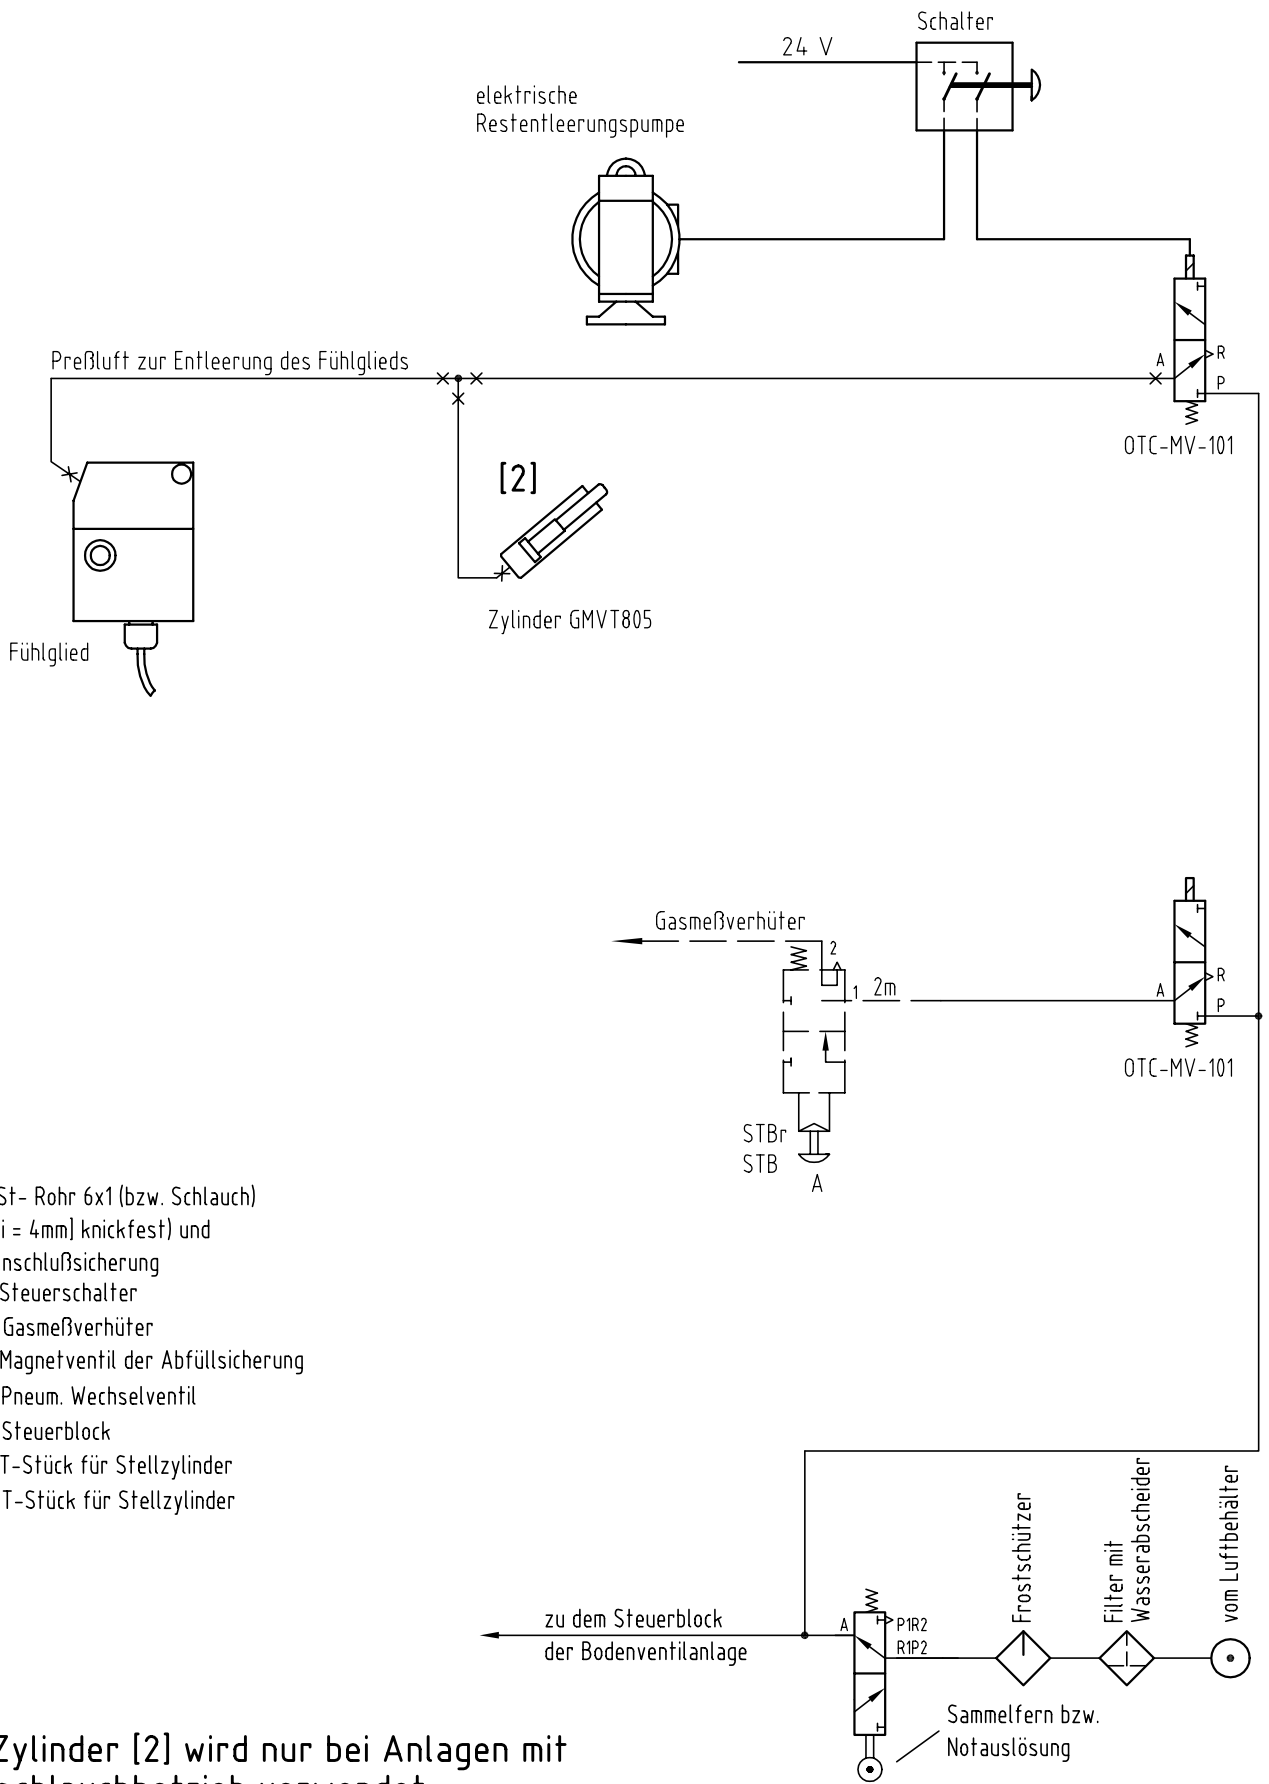 Schalter
24 V
elektrische
Restentleerungspumpe
Preßluft zur Entleerung des Fühlglieds
A
R
P
OTC-MV-101
[2]
Zylinder GMVT805
Fühlglied
Gasmeßverhüter
2
1
2m
A
R
P
OTC-MV-101
STBr
STB
A
St- Rohr 6x1 (bzw. Schlauch)
i = 4mm] knickfest) und
nschlußsicherung
Steuerschalter
Gasmeßverhüter
Magnetventil der Abfüllsicherung
Pneum. Wechselventil
Steuerblock
T-Stück für Stellzylinder
T-Stück für Stellzylinder
Frostschützer
Filter mit
Wasserabscheider
vom Luftbehälter
zu dem Steuerblock
der Bodenventilanlage
A
P1R2
R1P2
Sammelfern bzw.
Notauslösung
Zylinder [2] wird nur bei Anlagen mit